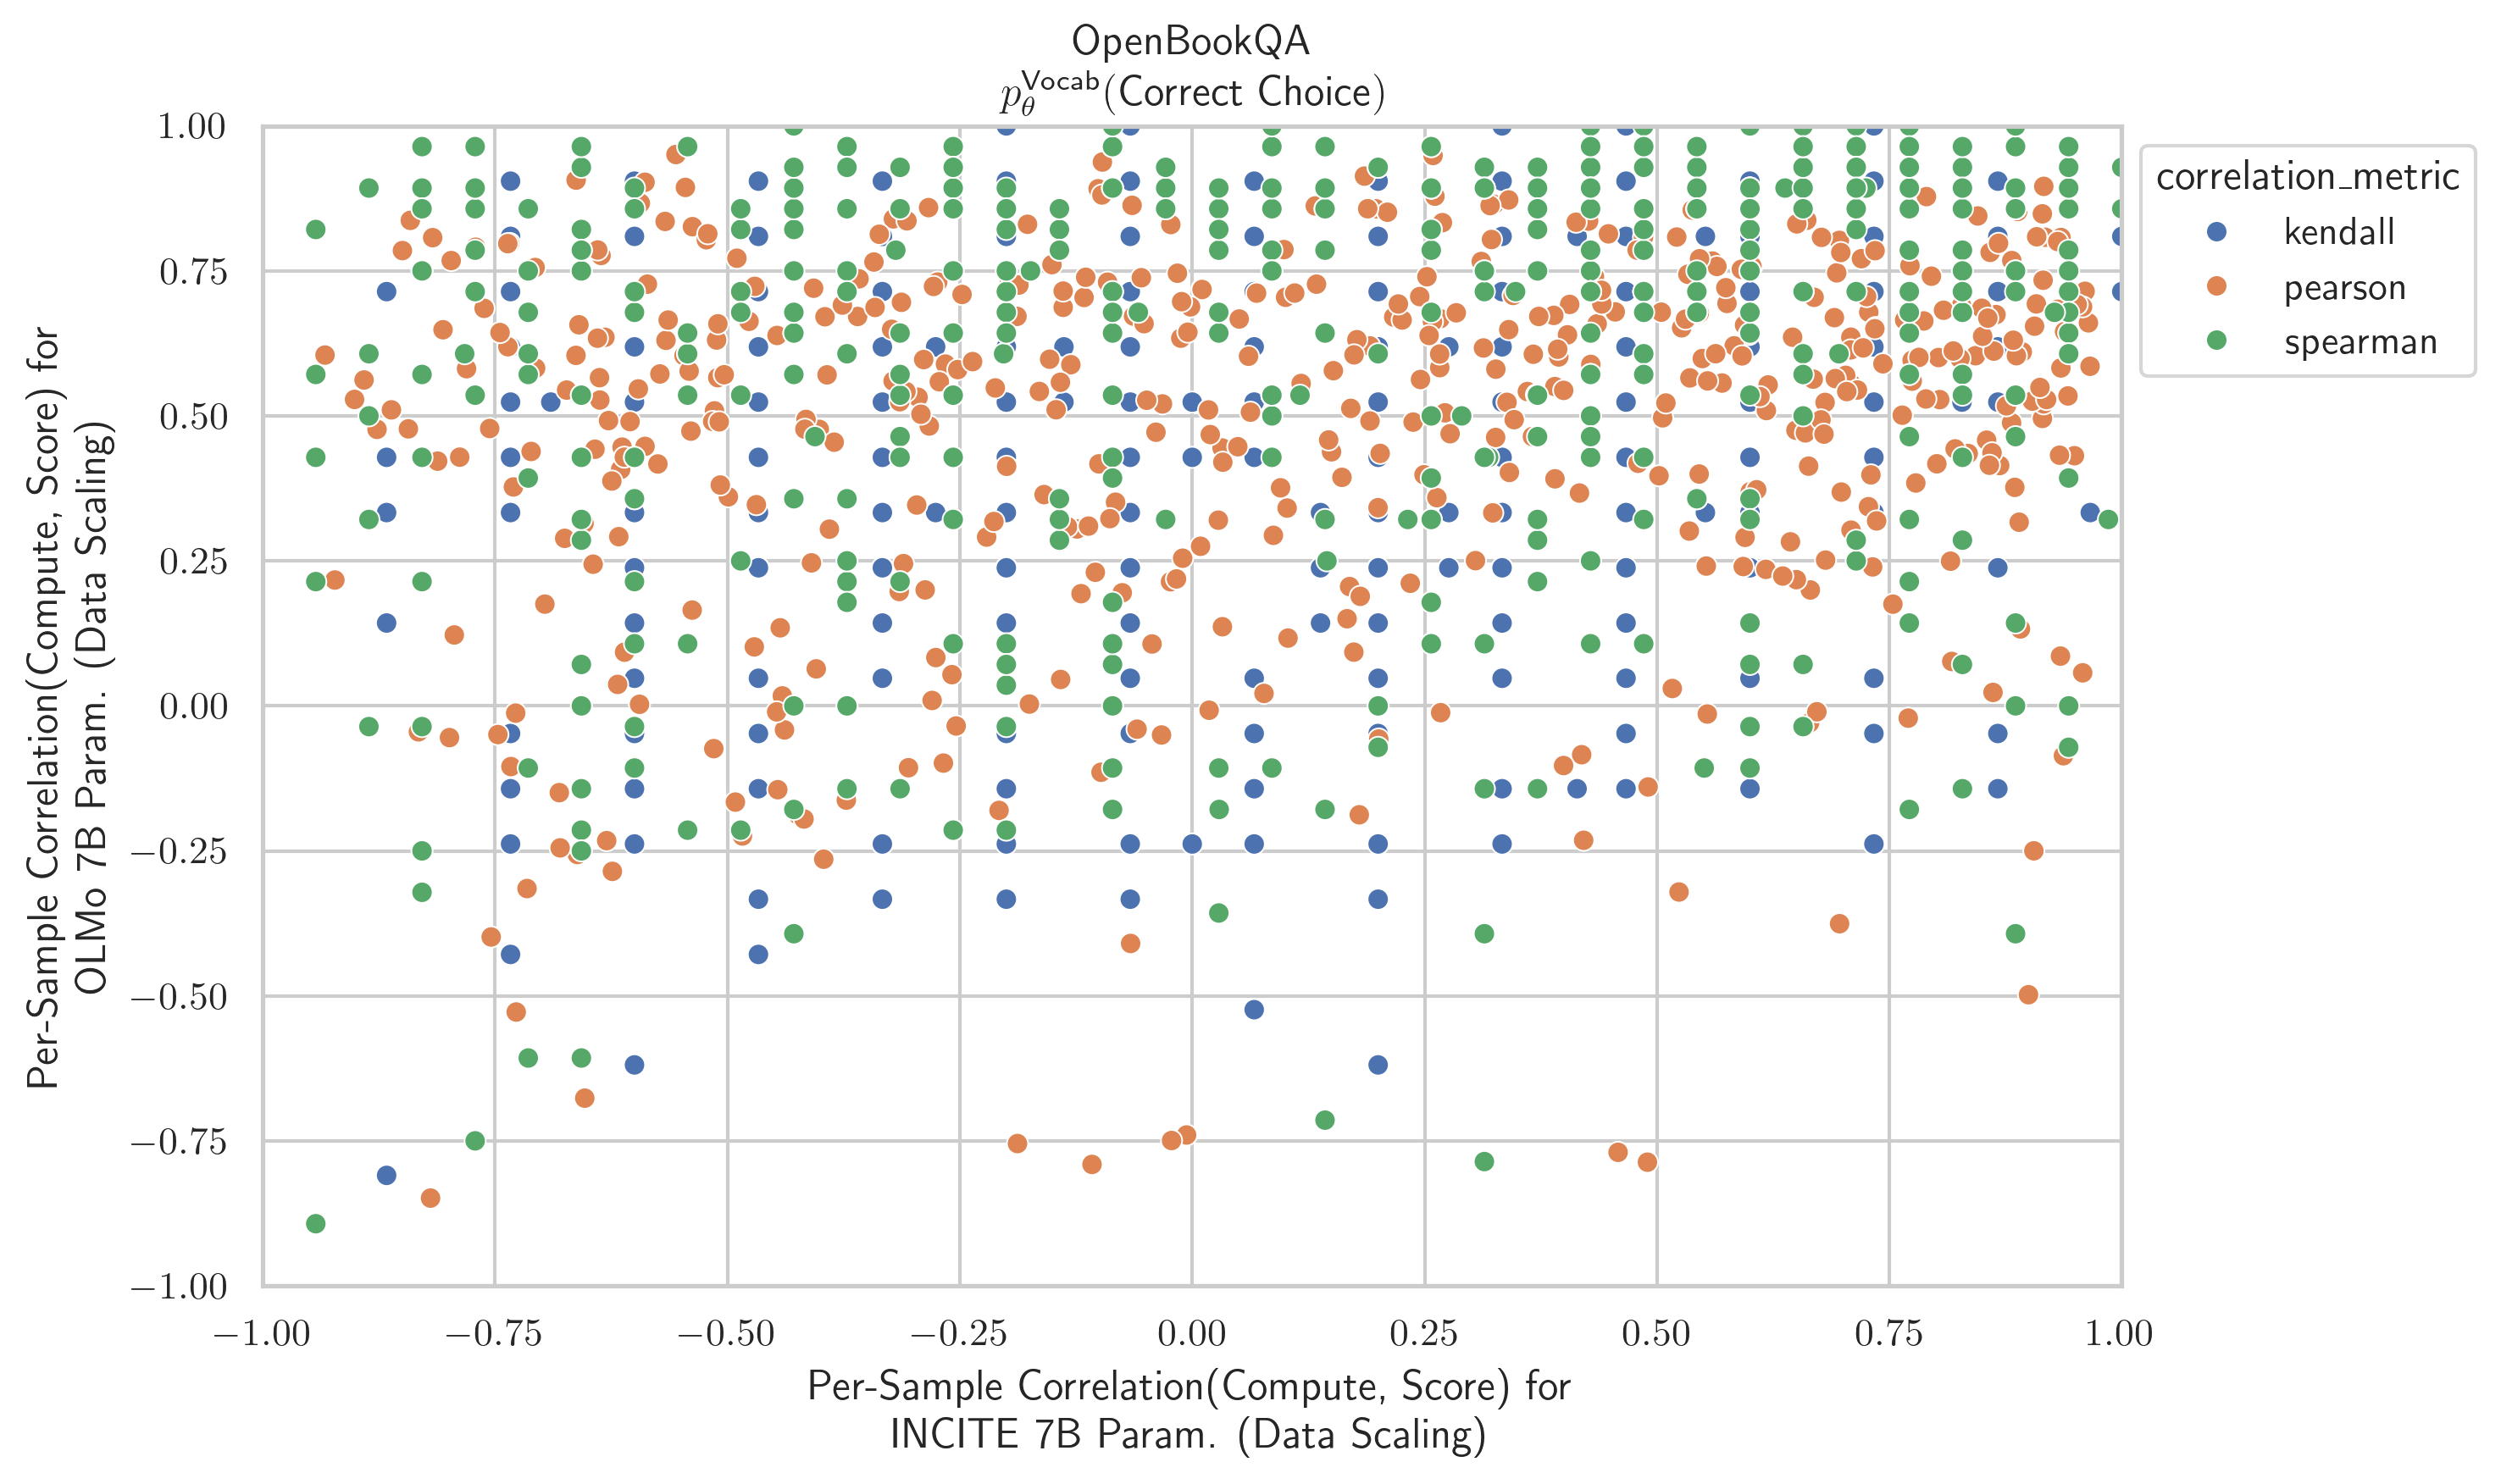 OpenBookQA
p_θ^Vocab(Correct Choice)
1.00
0.75
0.50
0.25
0.00
−0.25
−0.50
−0.75
−1.00
Per-Sample Correlation(Compute, Score) for
OLMo 7B Param. (Data Scaling)
−1.00 −0.75 −0.50 −0.25 0.00 0.25 0.50 0.75 1.00
Per-Sample Correlation(Compute, Score) for
INCITE 7B Param. (Data Scaling)
correlation_metric
kendall
pearson
spearman